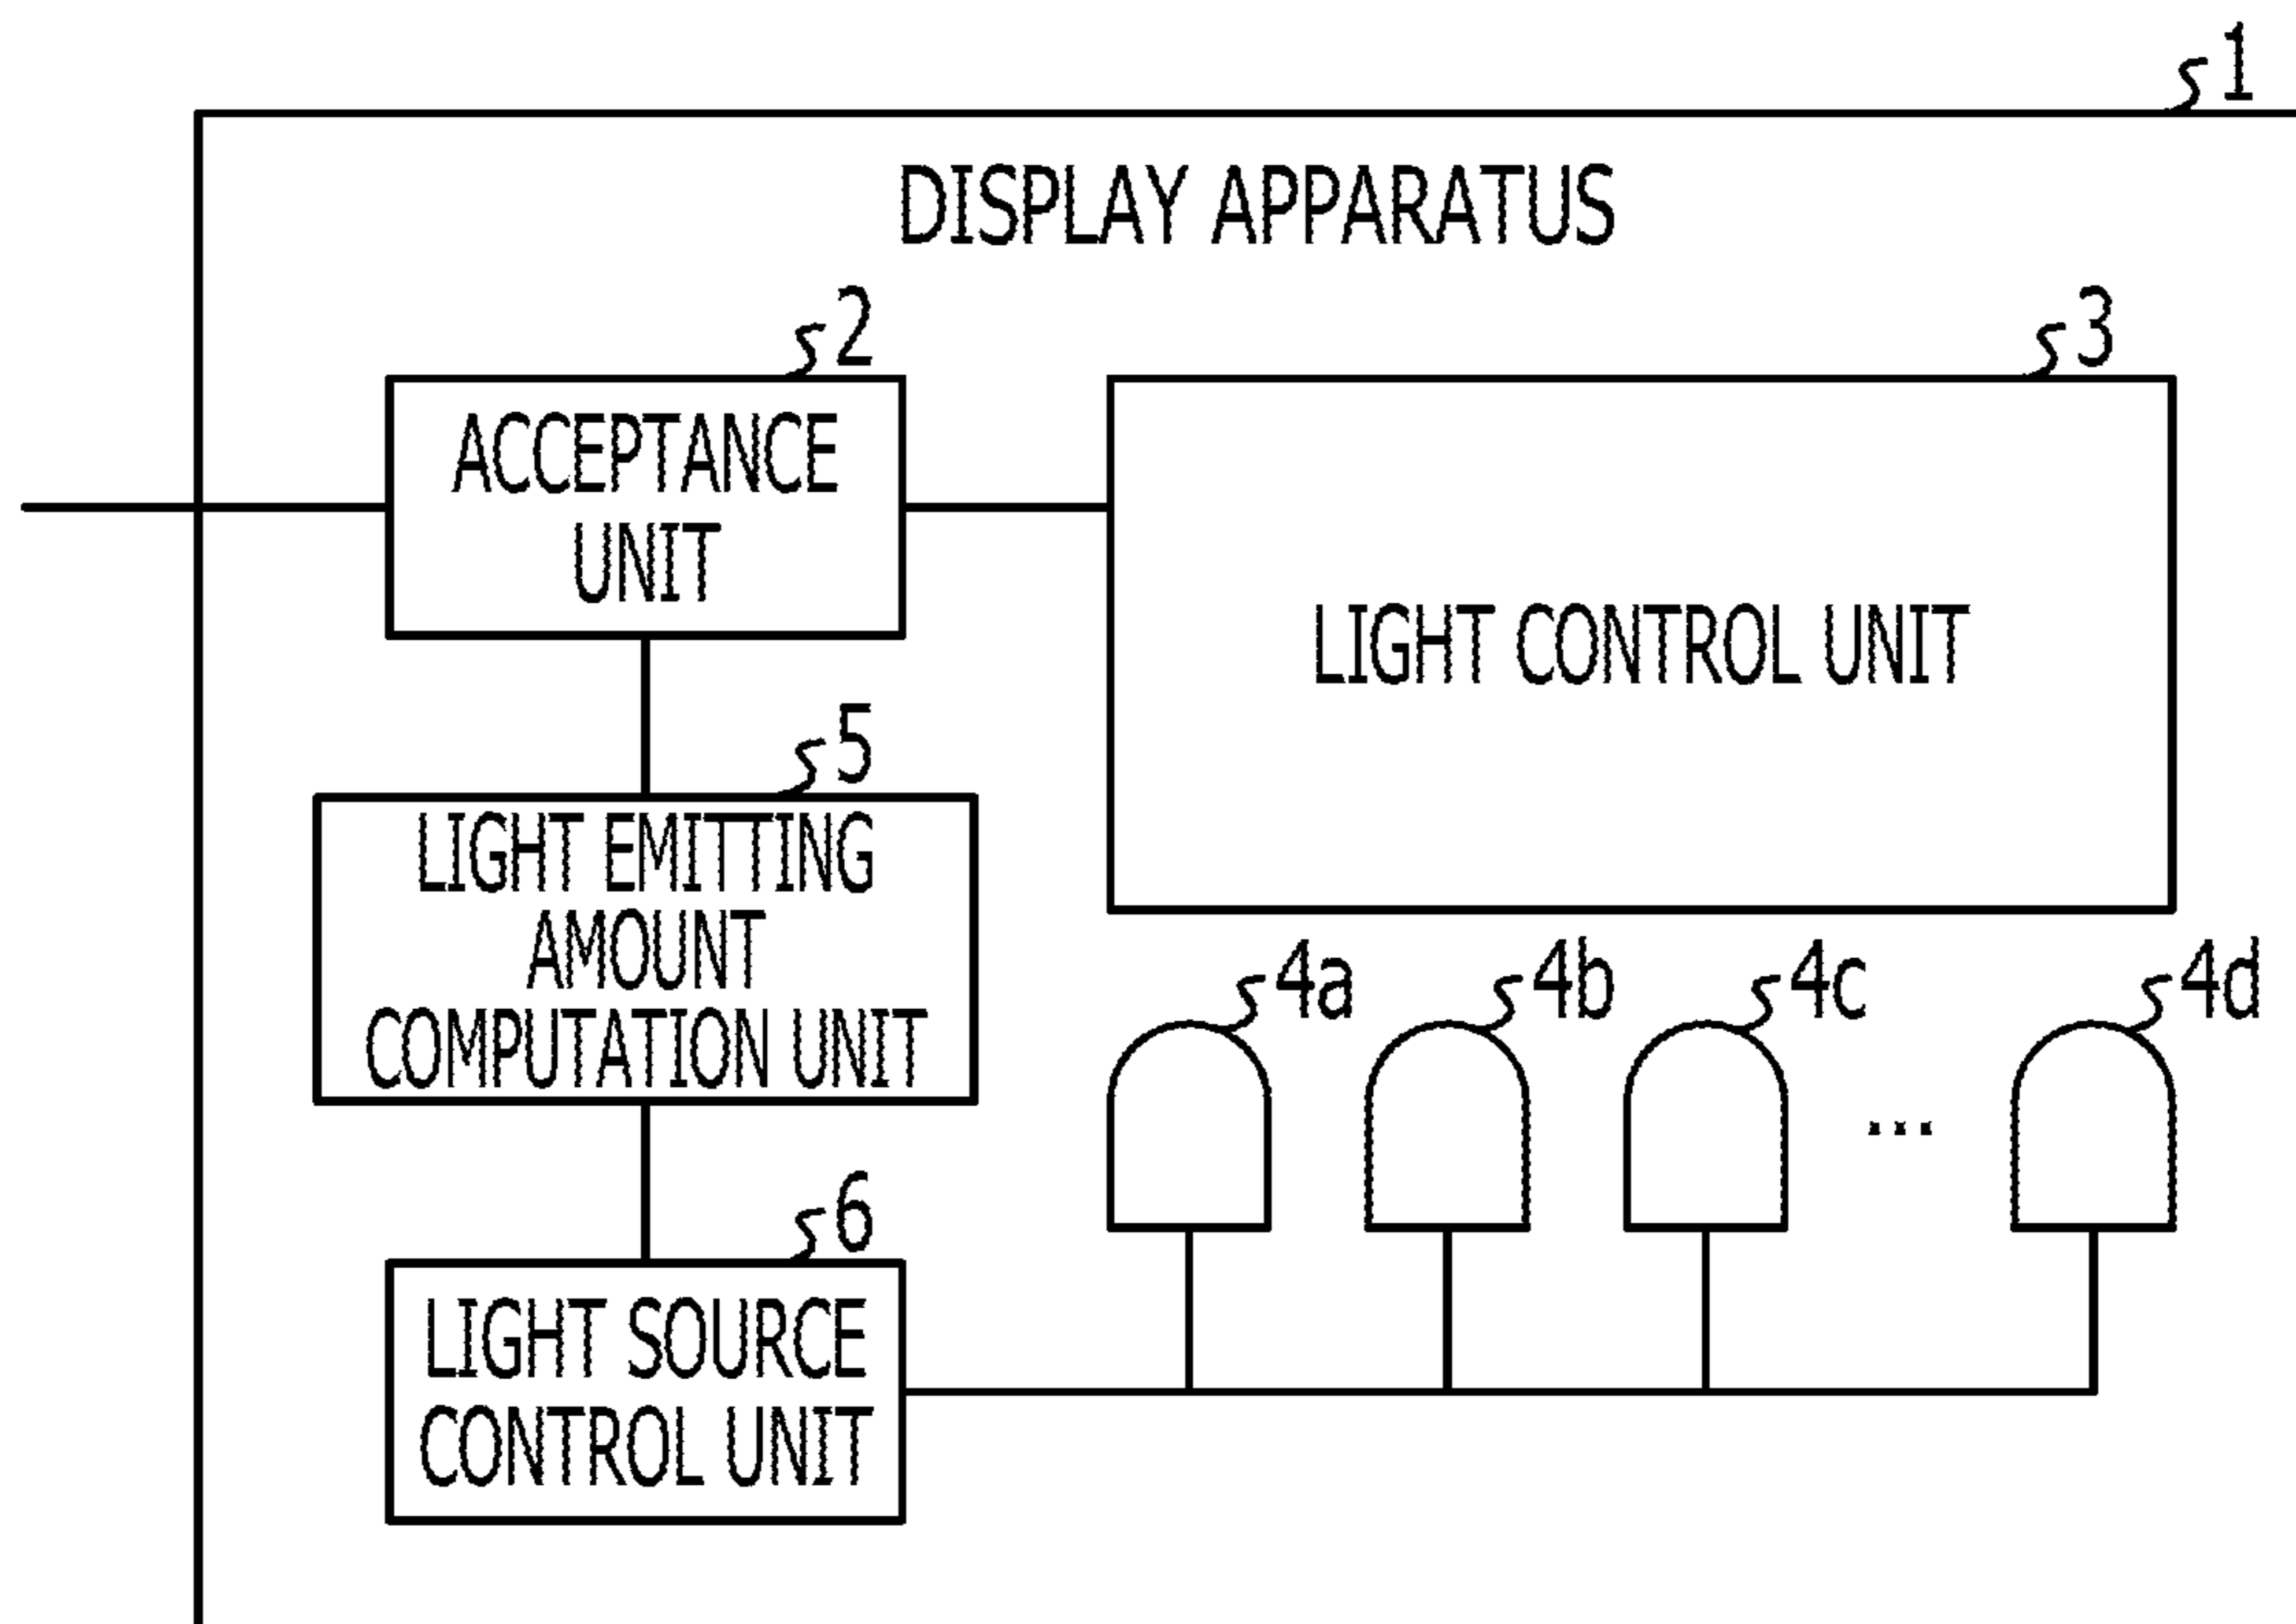 1
DISPLAY APPARATUS
2
3
ACCEPTANCE
UNIT
LIGHT CONTROL UNIT
5
LIGHT EMITTING
AMOUNT
COMPUTATION UNIT
4a
4b
4c
...
4d
6
LIGHT SOURCE
CONTROL UNIT